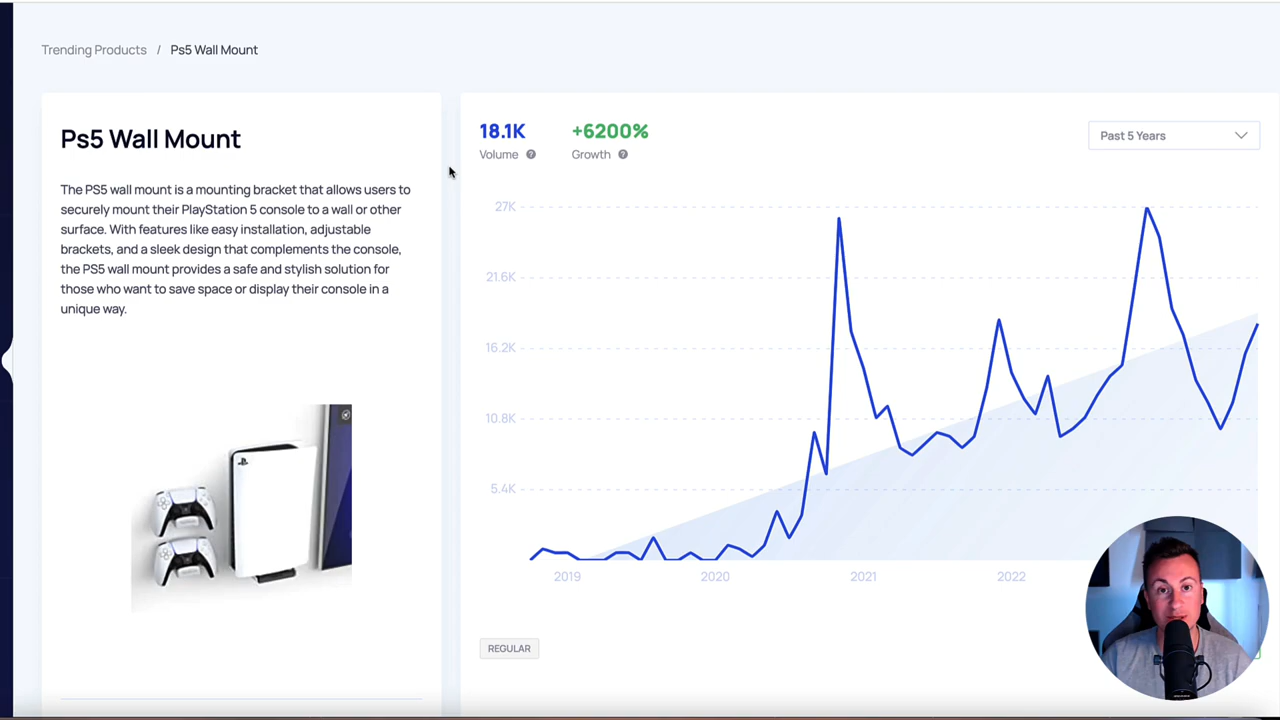 Trending Products / Ps5 Wall Mount
Ps5 Wall Mount
The PS5 wall mount is a mounting bracket that allows users to
securely mount their PlayStation 5 console to a wall or other
surface. With features like easy installation, adjustable
brackets, and a sleek design that complements the console,
the PS5 wall mount provides a safe and stylish solution for
those who want to save space or display their console in a
unique way.
18.1K
Volume ?
+6200%
Growth ?
Past 5 Years
27K
21.6K
16.2K
10.8K
5.4K
2019 2020 2021 2022
REGULAR